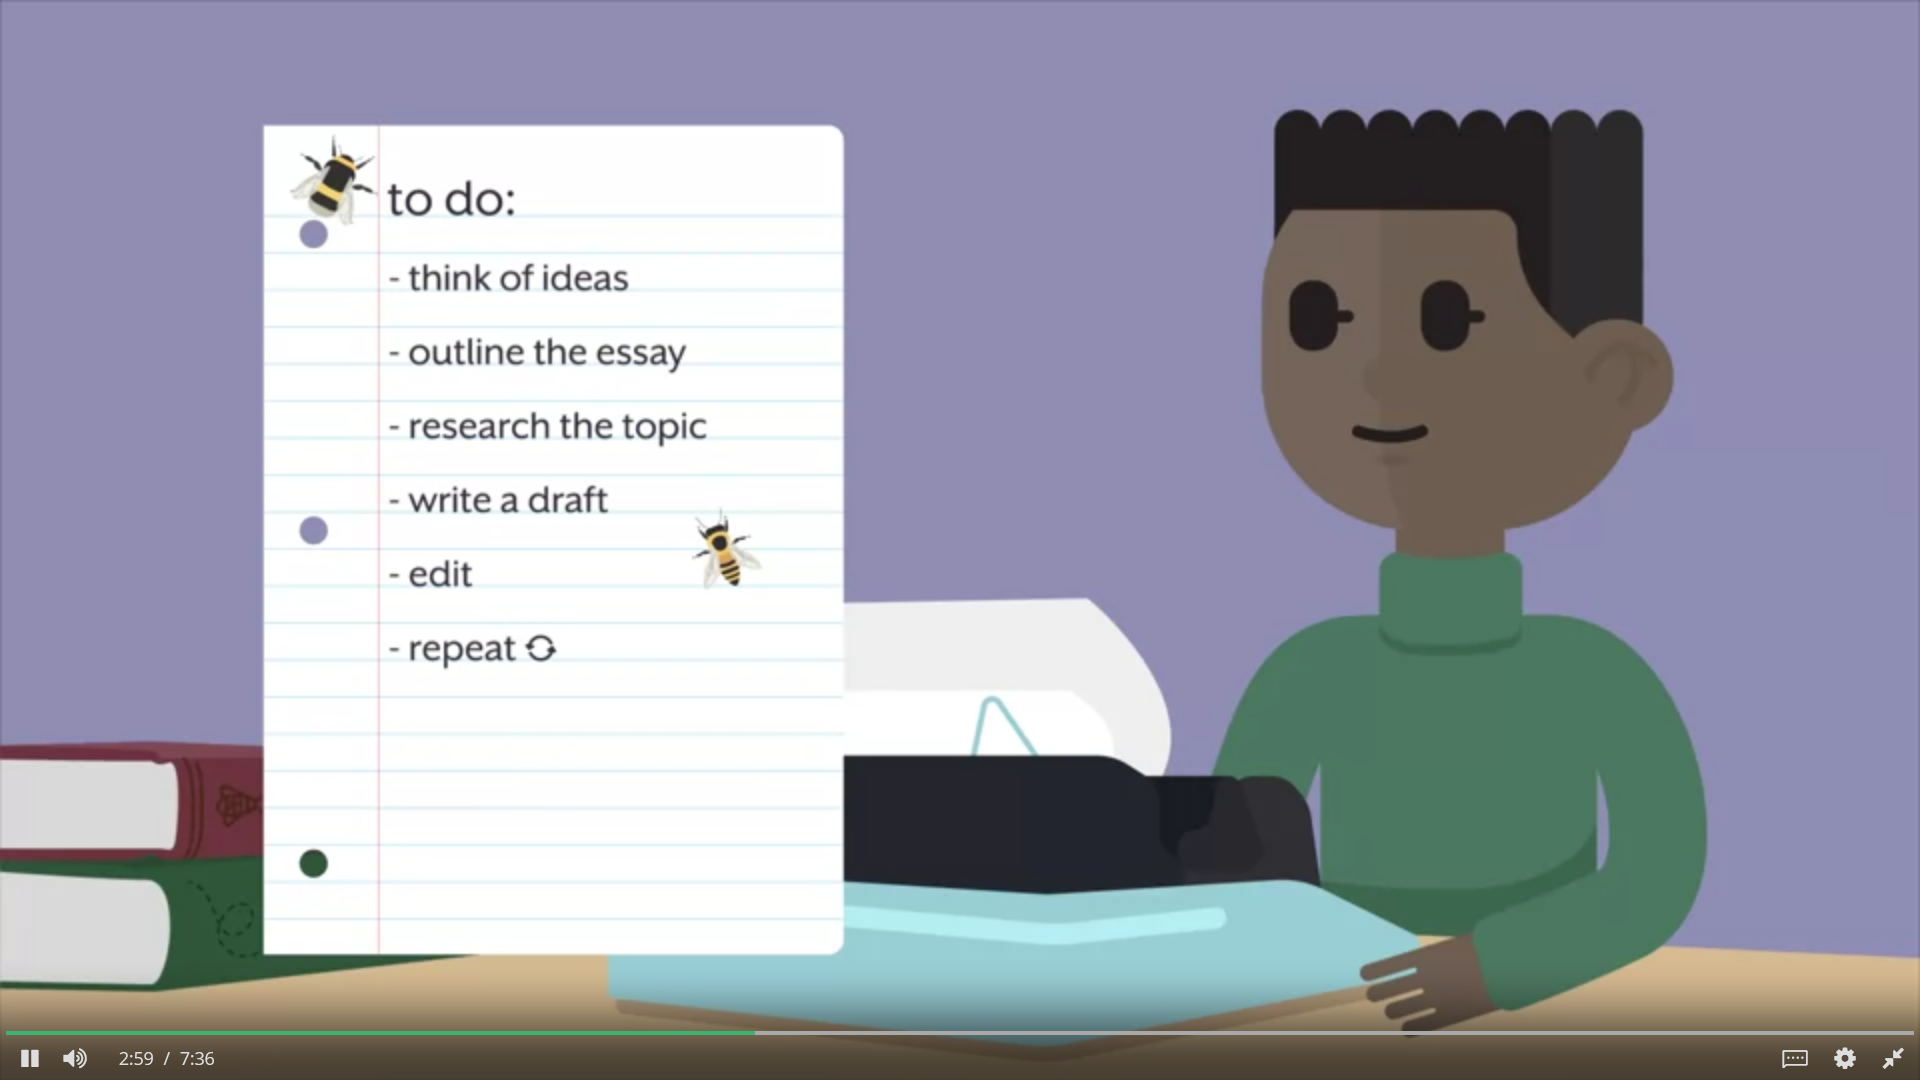 to do:
- think of ideas
- outline the essay
- research the topic
- write a draft
- edit
- repeat
2:59 / 7:36